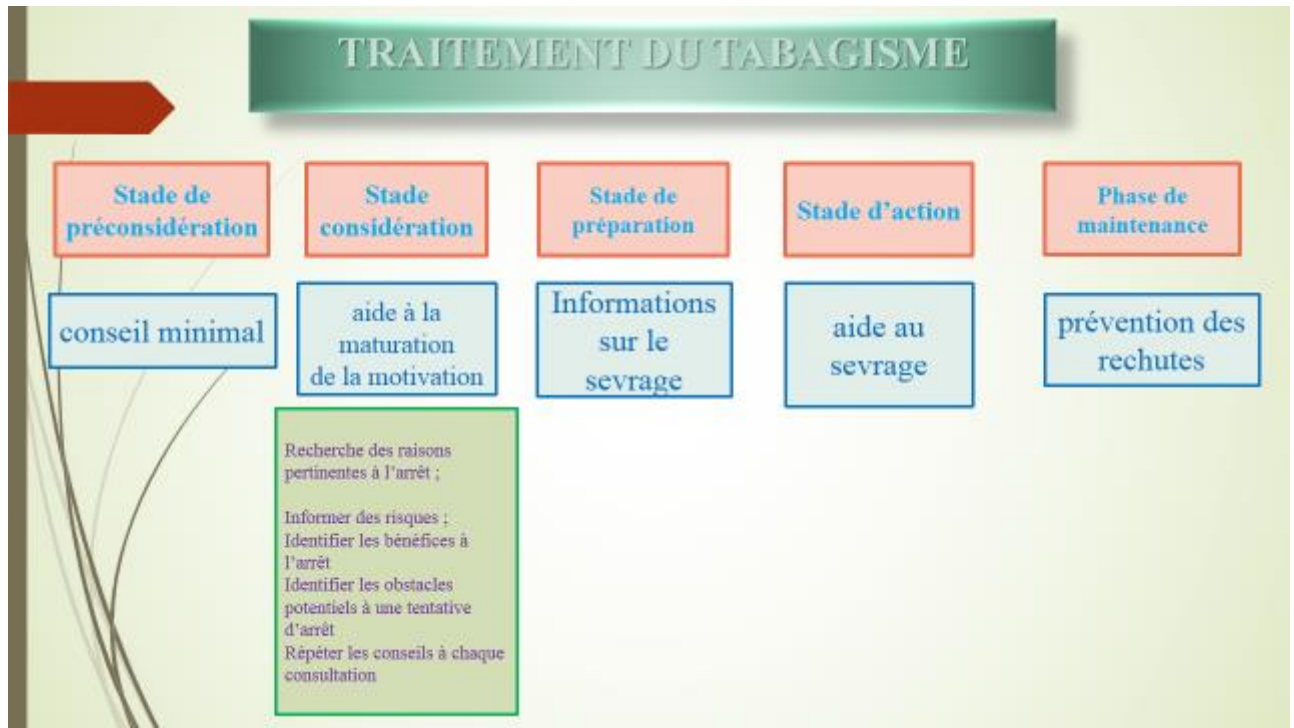 TRAITEMENT DU TABAGISME
Stade de
préconsidération
Stade
considération
Stade de
préparation
Stade d’action
Phase de
maintenance
conseil minimal
aide à la
maturation
de la motivation
Informations
sur le
sevrage
aide au
sevrage
prévention des
rechutes
Recherche des raisons
pertinentes à l’arrêt ;
Informer des risques ;
Identifier les bénéfices à
l’arrêt
Identifier les obstacles
potentiels à une tentative
d’arrêt
Répéter les conseils à chaque
consultation